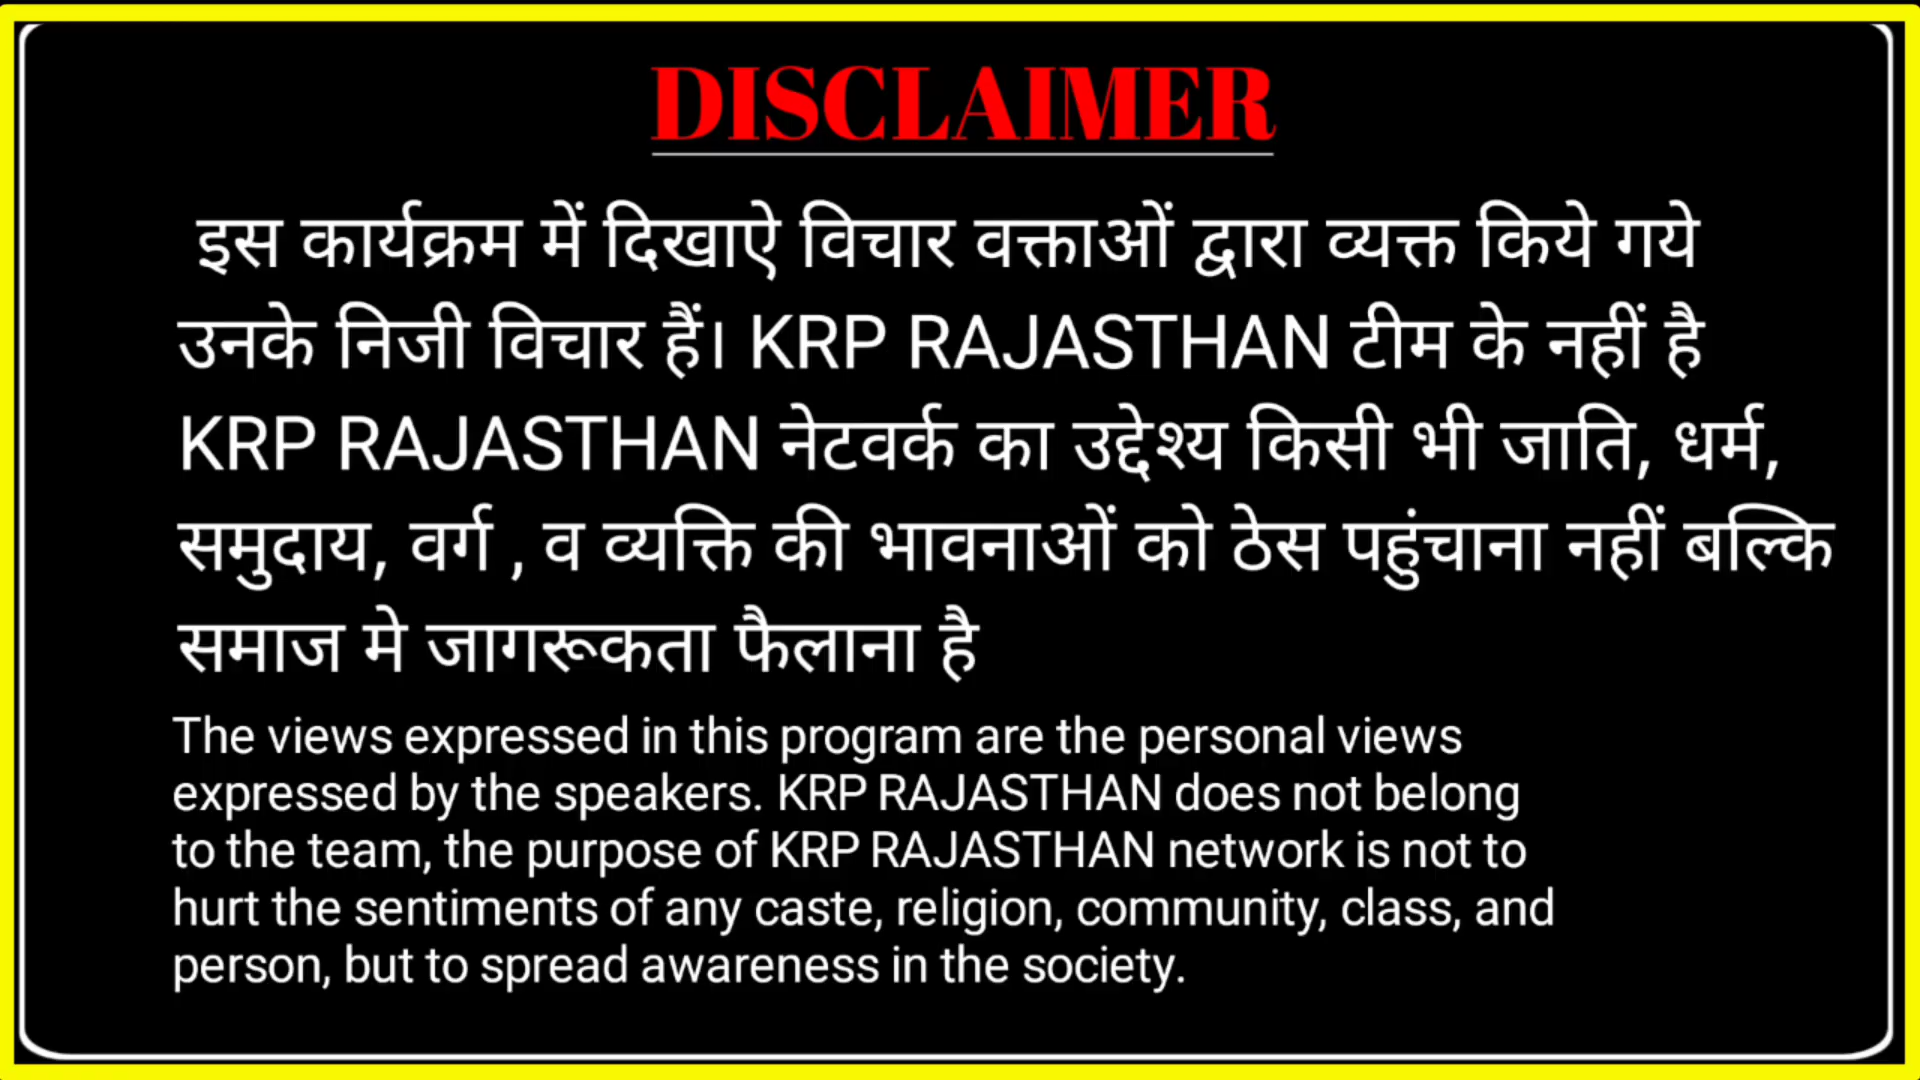 DISCLAIMER
इस कार्यक्रम में दिखाऐ विचार वक्ताओं द्वारा व्यक्त किये गये
उनके निजी विचार हैं। KRP RAJASTHAN टीम के नहीं है
KRP RAJASTHAN नेटवर्क का उद्देश्य किसी भी जाति, धर्म,
समुदाय, वर्ग , व व्यक्ति की भावनाओं को ठेस पहुंचाना नहीं बल्कि
समाज मे जागरूकता फैलाना है
The views expressed in this program are the personal views
expressed by the speakers. KRP RAJASTHAN does not belong
to the team, the purpose of KRP RAJASTHAN network is not to
hurt the sentiments of any caste, religion, community, class, and
person, but to spread awareness in the society.